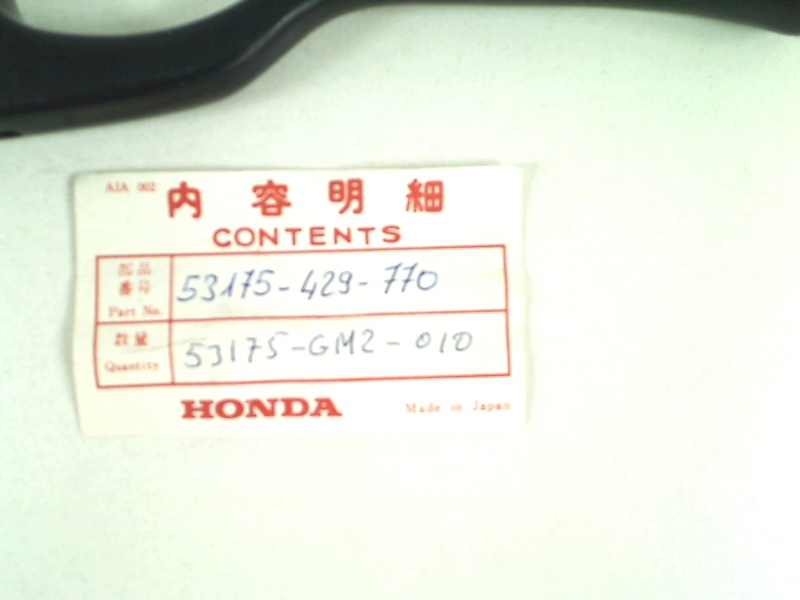 AIA 002
内容明細
CONTENTS
部品
番号
Part No.
53175-429-770
数量
Quantity
53175-GM2-010
HONDA
Made in Japan